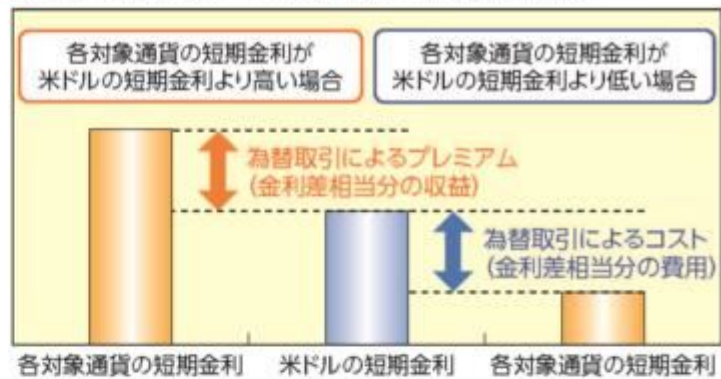 各対象通貨の短期金利が
米ドルの短期金利より高い場合
各対象通貨の短期金利が
米ドルの短期金利より低い場合
為替取引によるプレミアム
(金利差相当分の収益)
為替取引によるコスト
(金利差相当分の費用)
各対象通貨の短期金利
米ドルの短期金利
各対象通貨の短期金利